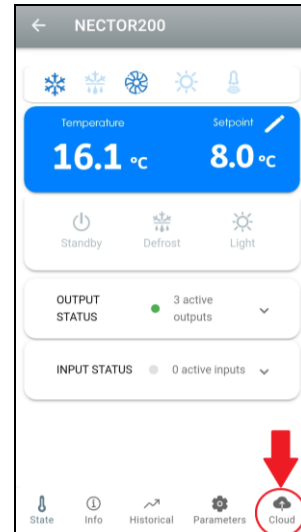 NECTOR200
Temperature Setpoint
16.1 °C 8.0 °C
Standby Defrost Light
OUTPUT STATUS 3 active outputs
INPUT STATUS 0 active inputs
State Info Historical Parameters Cloud